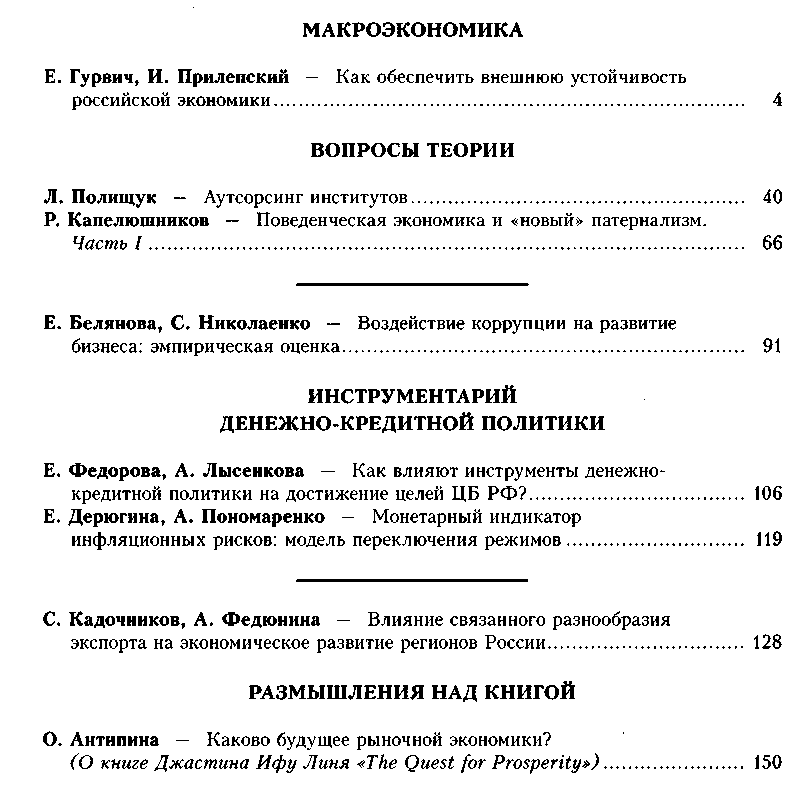 МАКРОЭКОНОМИКА
Е. Гурвич, И. Прилепский — Как обеспечить внешнюю устойчивость
российской экономики 4
ВОПРОСЫ ТЕОРИИ
Л. Полищук — Аутсорсинг институтов 40
Р. Капелюшников — Поведенческая экономика и «новый» патернализм.
Часть I 66
Е. Белянова, С. Николаенко — Воздействие коррупции на развитие
бизнеса: эмпирическая оценка 91
ИНСТРУМЕНТАРИЙ
ДЕНЕЖНО-КРЕДИТНОЙ ПОЛИТИКИ
Е. Федорова, А. Лысенкова — Как влияют инструменты денежно-
кредитной политики на достижение целей ЦБ РФ? 106
Е. Дерюгина, А. Пономаренко — Монетарный индикатор
инфляционных рисков: модель переключения режимов 119
С. Кадочников, А. Федюнина — Влияние связанного разнообразия
экспорта на экономическое развитие регионов России 128
РАЗМЫШЛЕНИЯ НАД КНИГОЙ
О. Антипина — Каково будущее рыночной экономики?
(О книге Джастина Ифу Линя «The Quest for Prosperity») 150